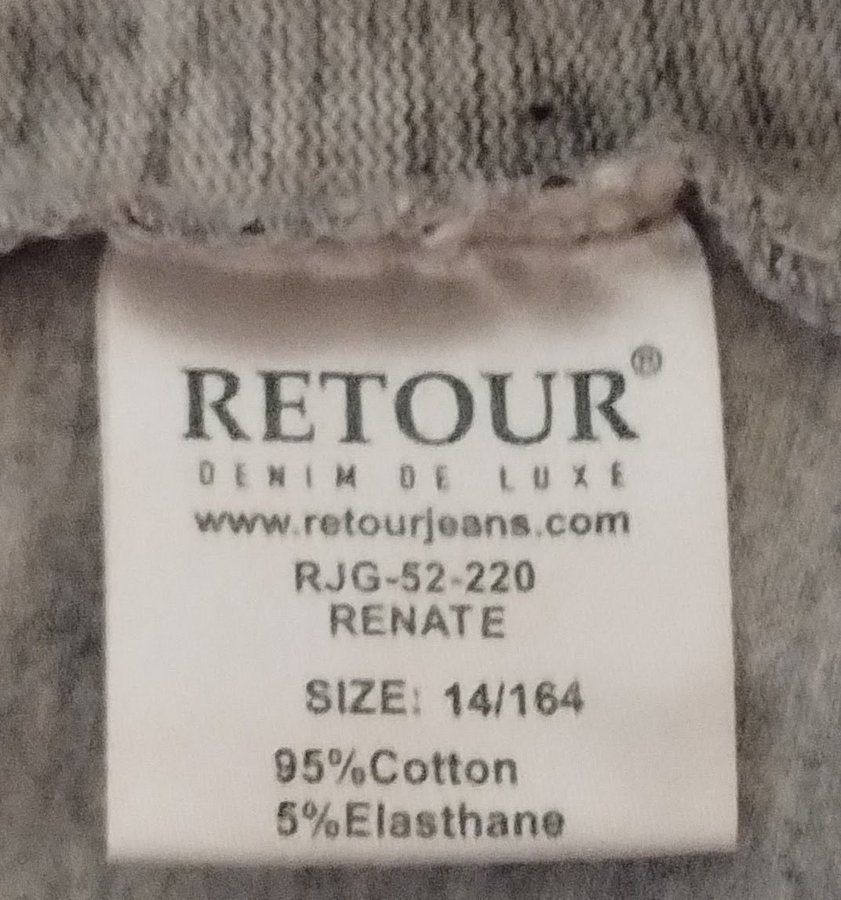 RETOUR®
DENIM DE LUXE
www.retourjeans.com
RJG-52-220
RENATE
SIZE: 14/164
95%Cotton
5%Elasthane